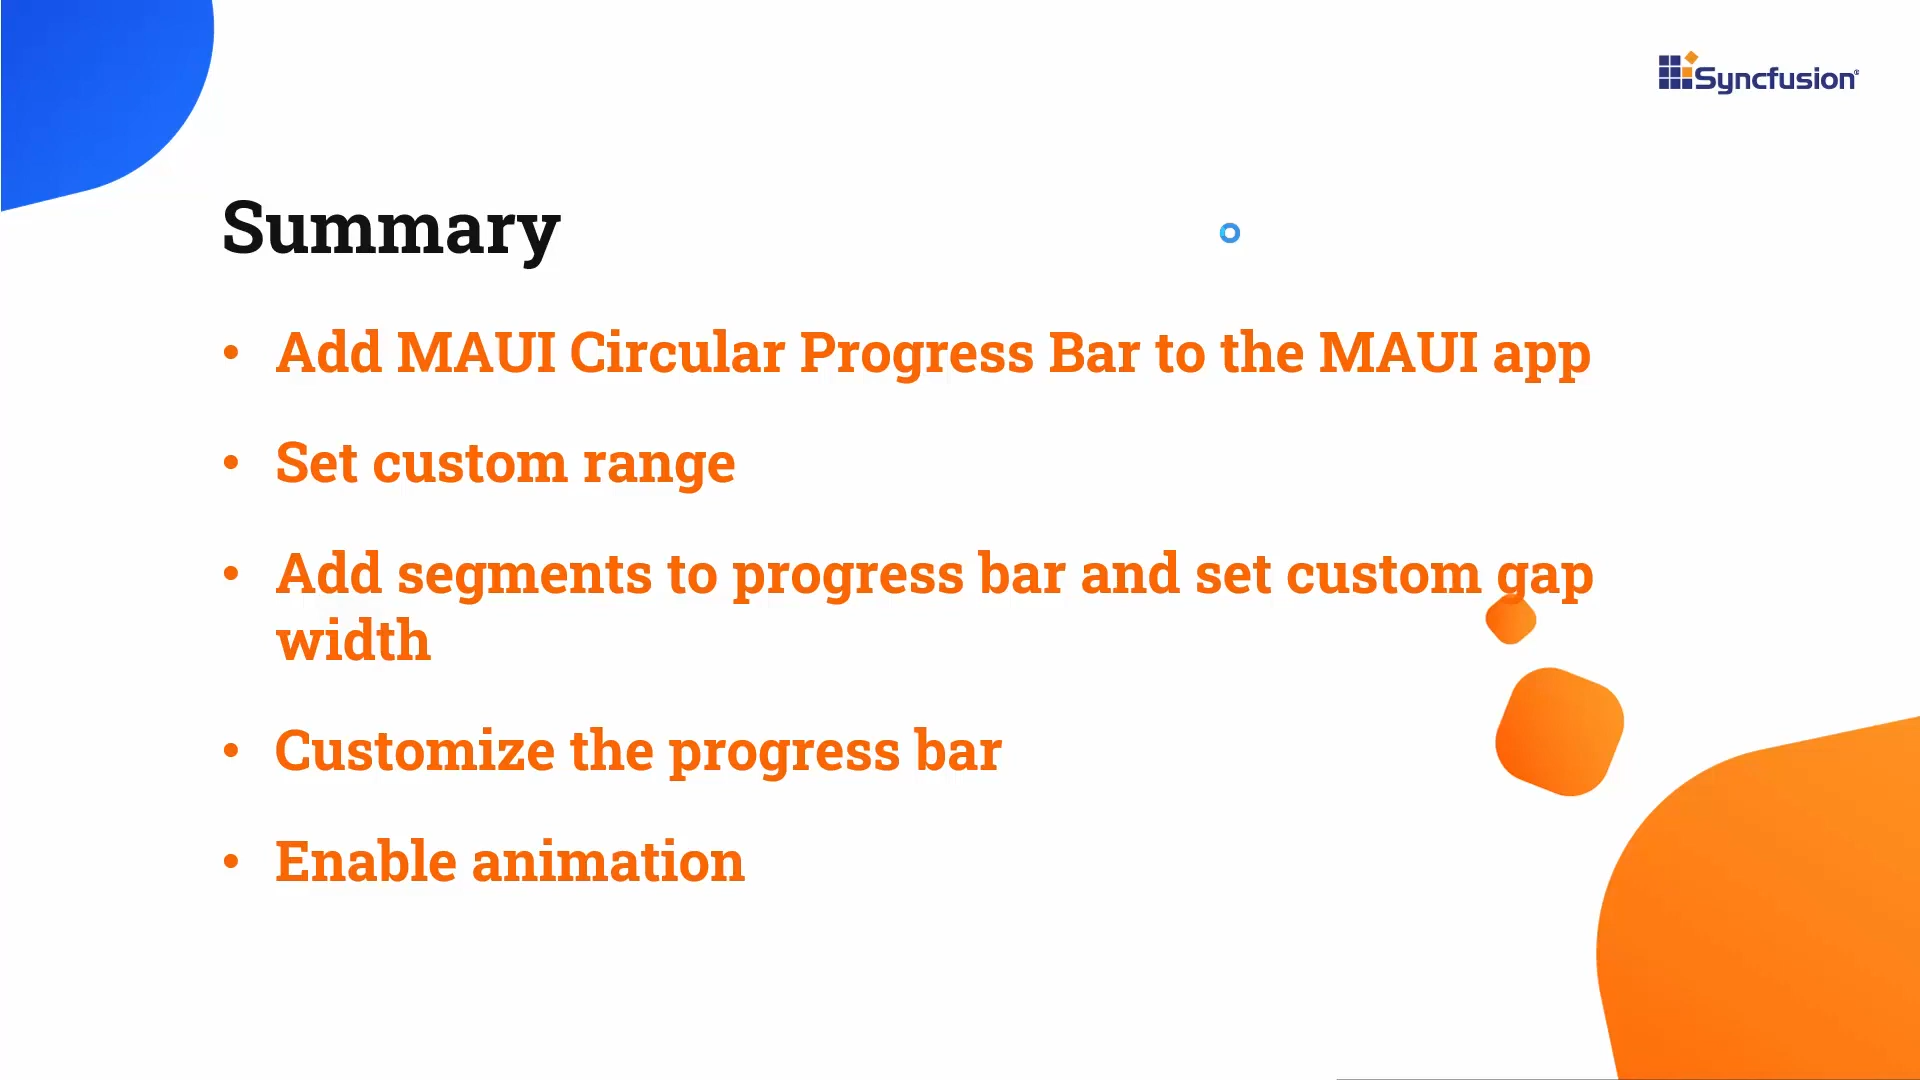 Syncfusion®
Summary
• Add MAUI Circular Progress Bar to the MAUI app
• Set custom range
• Add segments to progress bar and set custom gap
width
• Customize the progress bar
• Enable animation